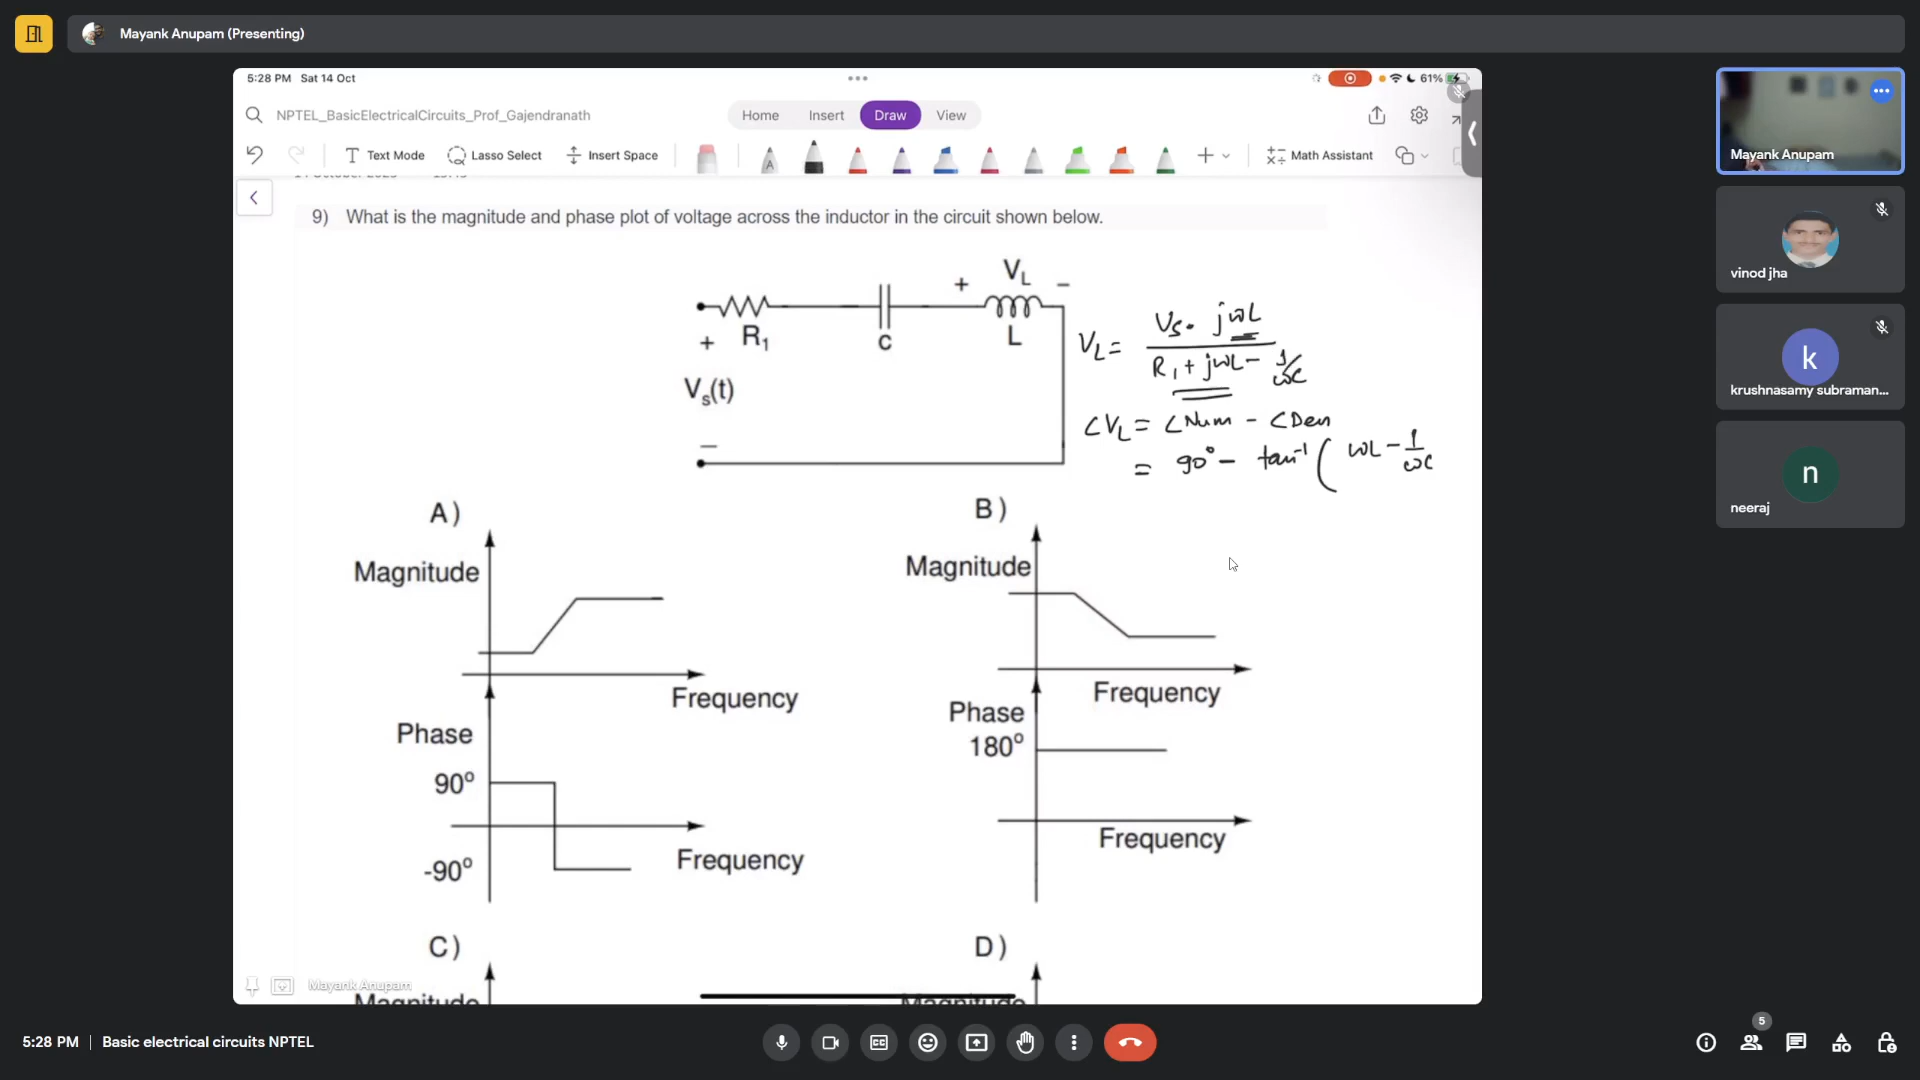 Mayank Anupam (Presenting)
5:28 PM Sat 14 Oct
61%
NPTEL_BasicElectricalCircuits_Prof_Gajendranath
Home Insert Draw View
Text Mode Lasso Select Insert Space A Math Assistant
9) What is the magnitude and phase plot of voltage across the inductor in the circuit shown below.
+ VL −
R1 C L
+
Vs(t)
−
VL = Vs. jωL
R1 + jωL − 1/ωC
∠VL = ∠Num − ∠Den
= 90° − tan-1 ( ωL − 1/ωC
A) B)
Magnitude Magnitude
Frequency Frequency
Phase Phase
90° 180°
-90°
Frequency Frequency
C) D)
Magnitude Magnitude
Mayank Anupam
Mayank Anupam
vinod jha
k
krushnasamy subraman...
n
neeraj
5:28 PM | Basic electrical circuits NPTEL
5